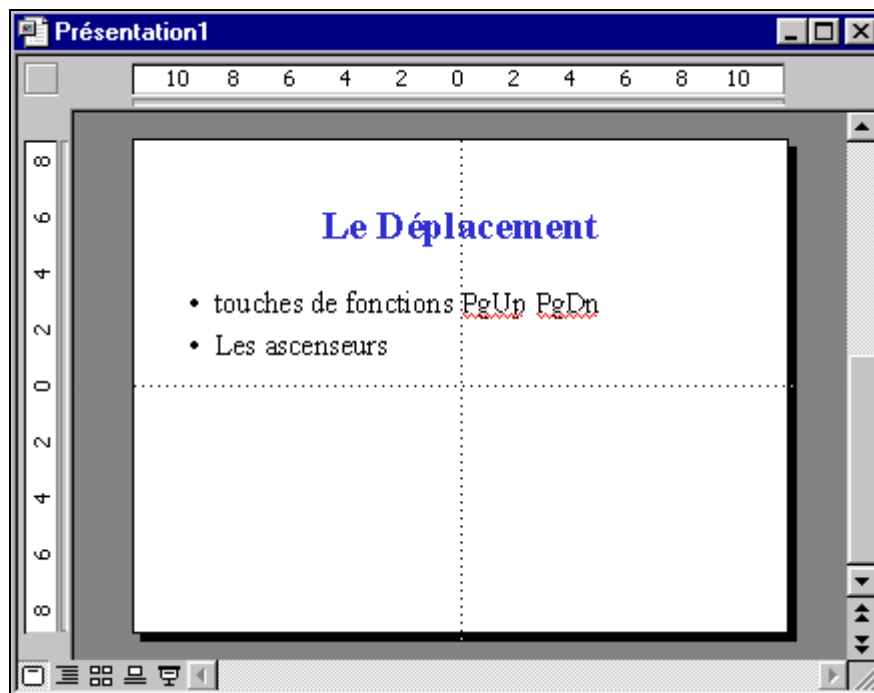 Présentation1
10 8 6 4 2 0 2 4 6 8 10
8
6
4
2
0
2
4
6
8
Le Déplacement
• touches de fonctions PgUp PgDn
• Les ascenseurs